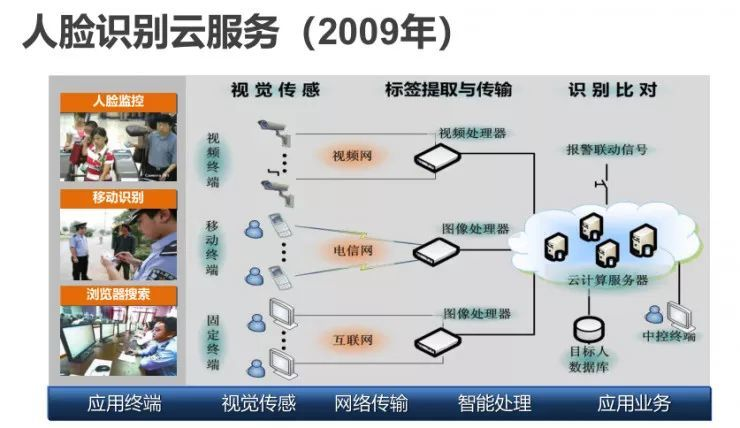 人脸识别云服务（2009年）
视觉传感
标签提取与传输
识别比对
人脸监控
移动识别
浏览器搜索
视频终端
移动终端
固定终端
视频网
电信网
互联网
视频处理器
图像处理器
图像处理器
报警联动信号
云计算服务器
目标人
数据库
中控终端
应用终端
视觉传感
网络传输
智能处理
应用业务